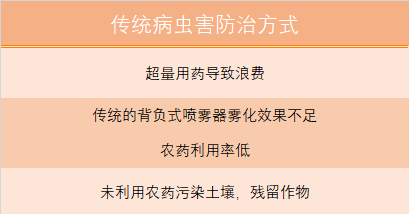 传统病虫害防治方式
超量用药导致浪费
传统的背负式喷雾器雾化效果不足
农药利用率低
未利用农药污染土壤，残留作物